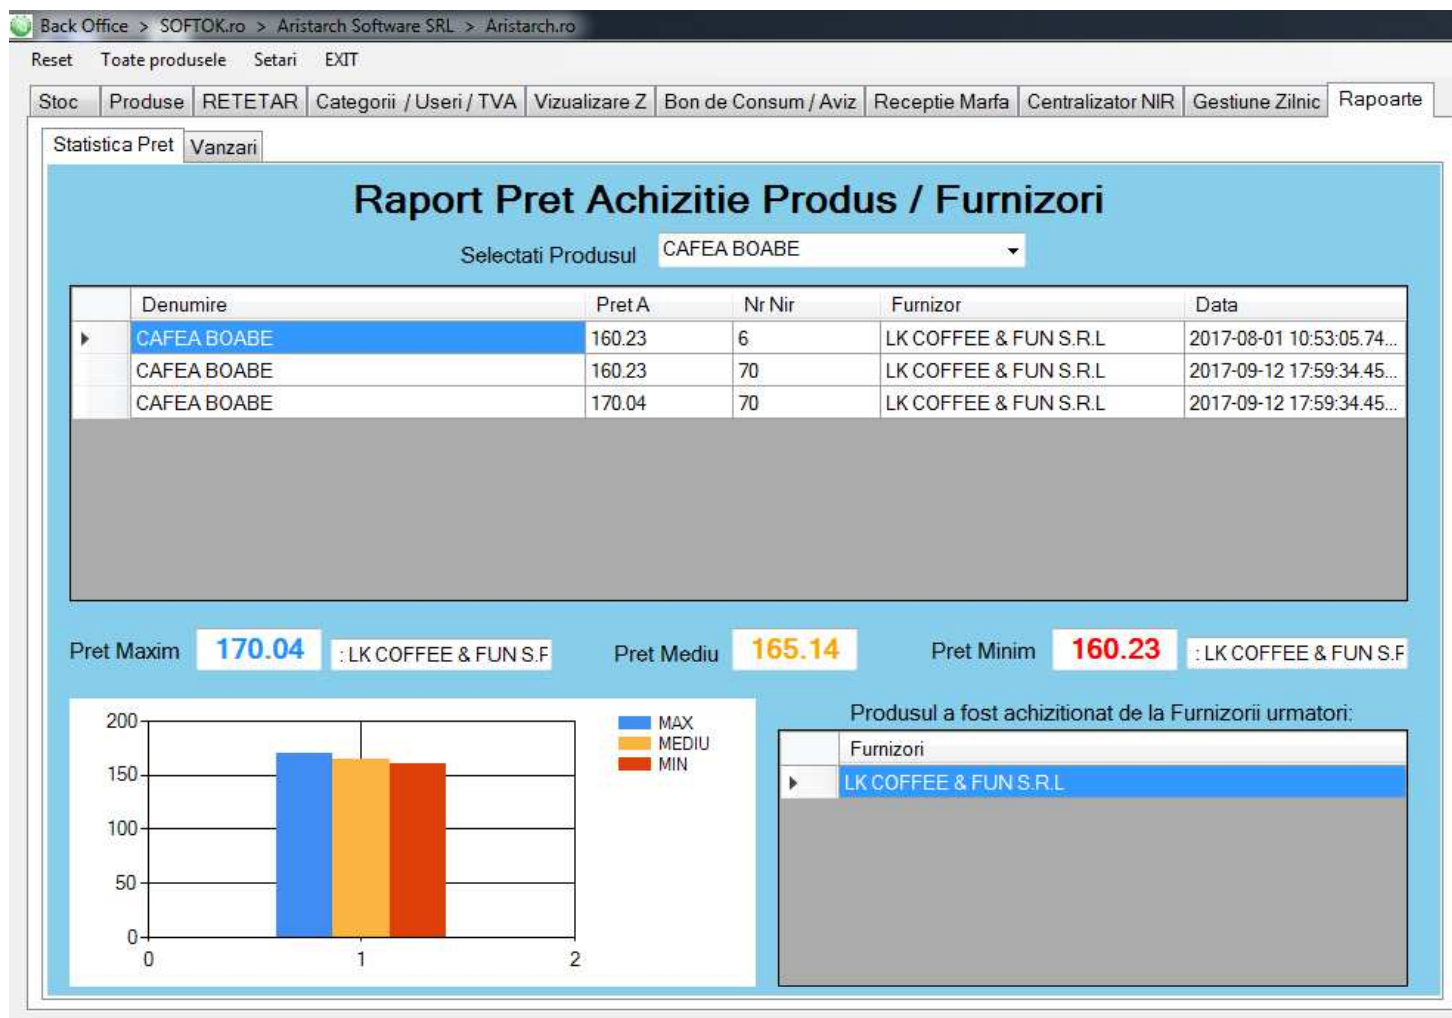 Back Office > SOFTOK.ro > Aristarch Software SRL > Aristarch.ro
Reset Toate produsele Setari EXIT
Stoc Produse RETETAR Categorii / Useri / TVA Vizualizare Z Bon de Consum / Aviz Receptie Marfa Centralizator NIR Gestiune Zilnic Rapoarte
Statistica Pret Vanzari
Raport Pret Achizitie Produs / Furnizori
Selectati Produsul CAFEA BOABE
Denumire Pret A Nr Nir Furnizor Data
CAFEA BOABE 160.23 6 LK COFFEE & FUN S.R.L 2017-08-01 10:53:05.74...
CAFEA BOABE 160.23 70 LK COFFEE & FUN S.R.L 2017-09-12 17:59:34.45...
CAFEA BOABE 170.04 70 LK COFFEE & FUN S.R.L 2017-09-12 17:59:34.45...
Pret Maxim 170.04 : LK COFFEE & FUN S.F Pret Mediu 165.14 Pret Minim 160.23 : LK COFFEE & FUN S.F
200
150
100
50
0
0 1 2
MAX
MEDIU
MIN
Produsul a fost achizitionat de la Furnizorii urmatori:
Furnizori
LK COFFEE & FUN S.R.L